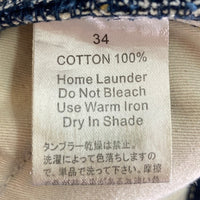 34
COTTON 100%
Home Launder
Do Not Bleach
Use Warm Iron
Dry In Shade
タンブラー乾燥は禁止。
洗濯によって色落ちしますの
で、単品で洗って下さい。摩擦